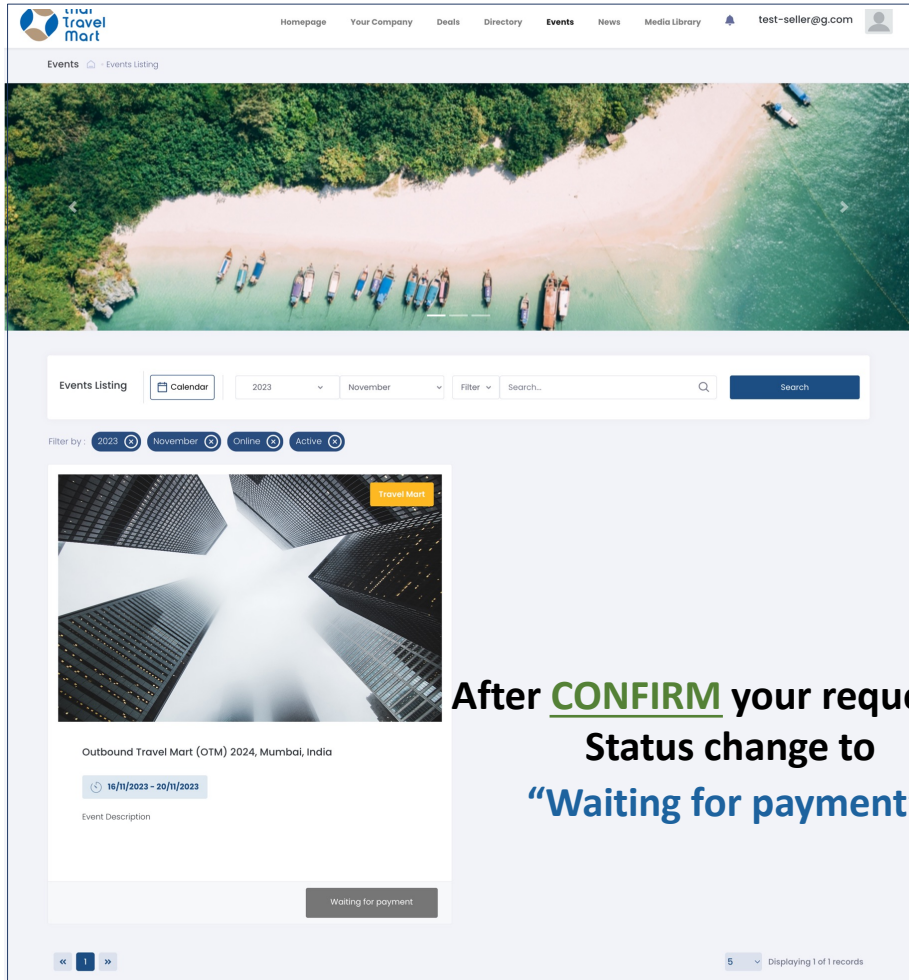 Thai
Travel
Mart
Homepage Your Company Deals Directory Events News Media Library test-seller@g.com
Events - Events Listing
Events Listing Calendar 2023 November Filter Search... Search
Filter by : 2023 November Online Active
Travel Mart
After CONFIRM your reque
Status change to
“Waiting for payment
Outbound Travel Mart (OTM) 2024, Mumbai, India
16/11/2023 - 20/11/2023
Event Description
Waiting for payment
« 1 » 5 Displaying 1 of 1 records